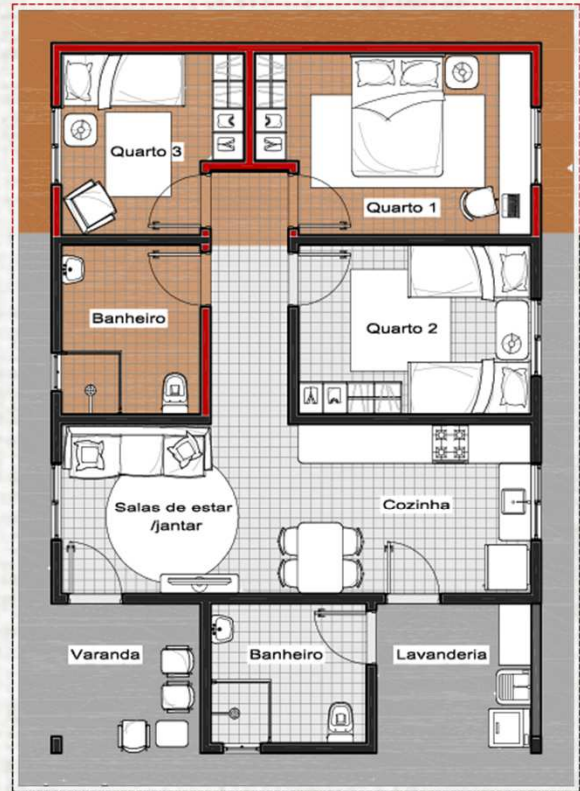 Quarto 3
Quarto 1
Banheiro
Quarto 2
Salas de estar
/jantar
Cozinha
Varanda
Banheiro
Lavanderia